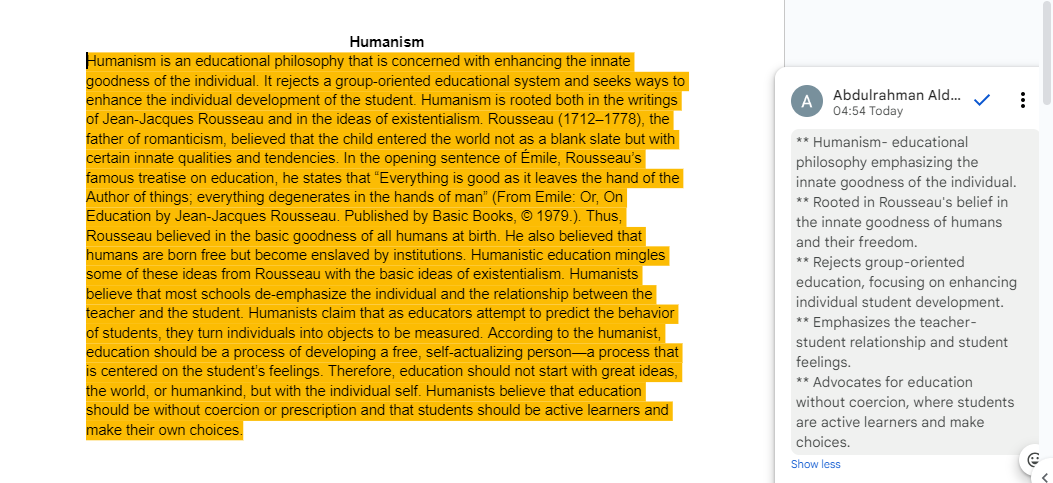 Humanism
Humanism is an educational philosophy that is concerned with enhancing the innate
goodness of the individual. It rejects a group-oriented educational system and seeks ways to
enhance the individual development of the student. Humanism is rooted both in the writings
of Jean-Jacques Rousseau and in the ideas of existentialism. Rousseau (1712–1778), the
father of romanticism, believed that the child entered the world not as a blank slate but with
certain innate qualities and tendencies. In the opening sentence of Émile, Rousseau’s
famous treatise on education, he states that “Everything is good as it leaves the hand of the
Author of things; everything degenerates in the hands of man” (From Emile: Or, On
Education by Jean-Jacques Rousseau. Published by Basic Books, © 1979.). Thus,
Rousseau believed in the basic goodness of all humans at birth. He also believed that
humans are born free but become enslaved by institutions. Humanistic education mingles
some of these ideas from Rousseau with the basic ideas of existentialism. Humanists
believe that most schools de-emphasize the individual and the relationship between the
teacher and the student. Humanists claim that as educators attempt to predict the behavior
of students, they turn individuals into objects to be measured. According to the humanist,
education should be a process of developing a free, self-actualizing person—a process that
is centered on the student’s feelings. Therefore, education should not start with great ideas,
the world, or humankind, but with the individual self. Humanists believe that education
should be without coercion or prescription and that students should be active learners and
make their own choices.
A
Abdulrahman Ald...
04:54 Today
** Humanism- educational
philosophy emphasizing the
innate goodness of the individual.
** Rooted in Rousseau's belief in
the innate goodness of humans
and their freedom.
** Rejects group-oriented
education, focusing on enhancing
individual student development.
** Emphasizes the teacher-
student relationship and student
feelings.
** Advocates for education
without coercion, where students
are active learners and make
choices.
Show less